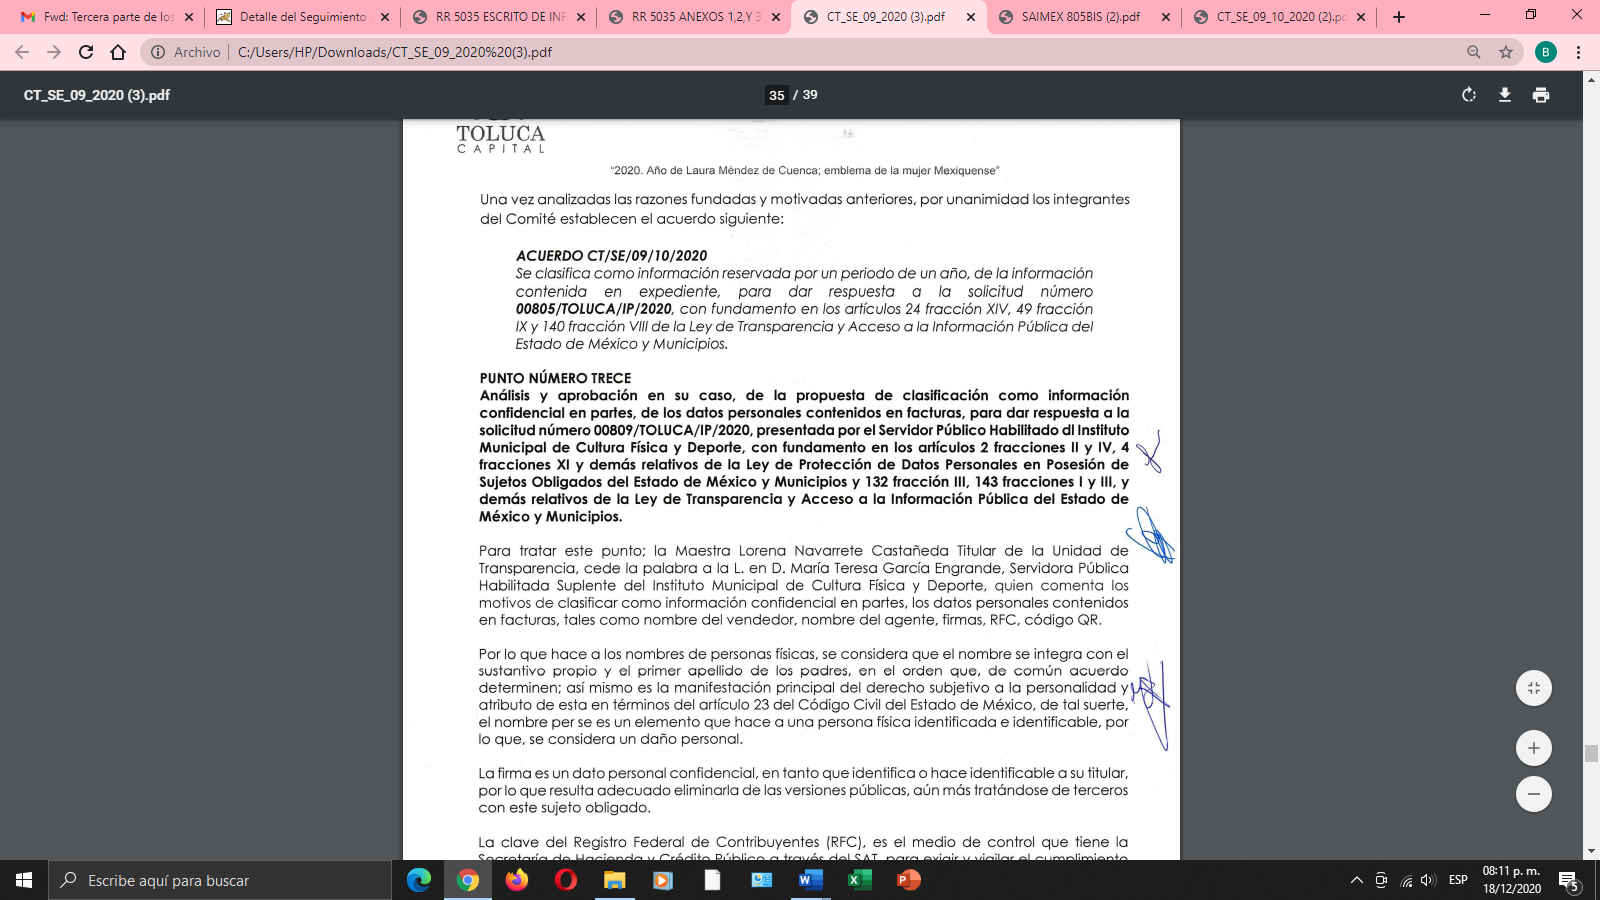 Fwd: Tercera parte de los
Detalle del Seguimiento
RR 5035 ESCRITO DE INF
RR 5035 ANEXOS 1,2,Y 3
CT_SE_09_2020 (3).pdf
SAIMEX 805BIS (2).pdf
CT_SE_09_10_2020 (2).pd
Archivo
C:/Users/HP/Downloads/CT_SE_09_2020%20(3).pdf
B
CT_SE_09_2020 (3).pdf
35 / 39
TOLUCA
CAPITAL
“2020. Año de Laura Méndez de Cuenca; emblema de la mujer Mexiquense”
Una vez analizadas las razones fundadas y motivadas anteriores, por unanimidad los integrantes
del Comité establecen el acuerdo siguiente:
ACUERDO CT/SE/09/10/2020
Se clasifica como información reservada por un periodo de un año, de la información
contenida en expediente, para dar respuesta a la solicitud número
00805/TOLUCA/IP/2020, con fundamento en los artículos 24 fracción XIV, 49 fracción
IX y 140 fracción VIII de la Ley de Transparencia y Acceso a la Información Pública del
Estado de México y Municipios.
PUNTO NÚMERO TRECE
Análisis y aprobación en su caso, de la propuesta de clasificación como información
confidencial en partes, de los datos personales contenidos en facturas, para dar respuesta a la
solicitud número 00809/TOLUCA/IP/2020, presentada por el Servidor Público Habilitado dl Instituto
Municipal de Cultura Física y Deporte, con fundamento en los artículos 2 fracciones II y IV, 4
fracciones XI y demás relativos de la Ley de Protección de Datos Personales en Posesión de
Sujetos Obligados del Estado de México y Municipios y 132 fracción III, 143 fracciones I y III, y
demás relativos de la Ley de Transparencia y Acceso a la Información Pública del Estado de
México y Municipios.
Para tratar este punto; la Maestra Lorena Navarrete Castañeda Titular de la Unidad de
Transparencia, cede la palabra a la L. en D. María Teresa García Engrande, Servidora Pública
Habilitada Suplente del Instituto Municipal de Cultura Física y Deporte, quien comenta los
motivos de clasificar como información confidencial en partes, los datos personales contenidos
en facturas, tales como nombre del vendedor, nombre del agente, firmas, RFC, código QR.
Por lo que hace a los nombres de personas físicas, se considera que el nombre se integra con el
sustantivo propio y el primer apellido de los padres, en el orden que, de común acuerdo
determinen; así mismo es la manifestación principal del derecho subjetivo a la personalidad y
atributo de esta en términos del artículo 23 del Código Civil del Estado de México, de tal suerte,
el nombre per se es un elemento que hace a una persona física identificada e identificable, por
lo que, se considera un daño personal.
La firma es un dato personal confidencial, en tanto que identifica o hace identificable a su titular,
por lo que resulta adecuado eliminarla de las versiones públicas, aún más tratándose de terceros
con este sujeto obligado.
La clave del Registro Federal de Contribuyentes (RFC), es el medio de control que tiene la
Secretaría de Hacienda y Crédito Público a través del SAT, para exigir y vigilar el cumplimiento
Escribe aquí para buscar
ESP
08:11 p. m.
18/12/2020
5